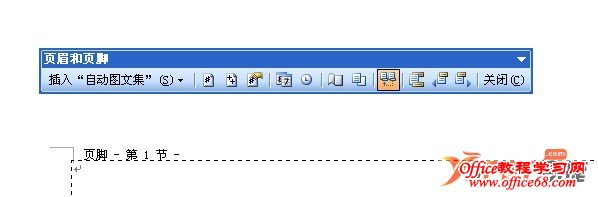 页眉和页脚
插入“自动图文集”(S) 关闭(C)
页脚 - 第 1 节 -
.com
Office教程学习网
www.office68.com